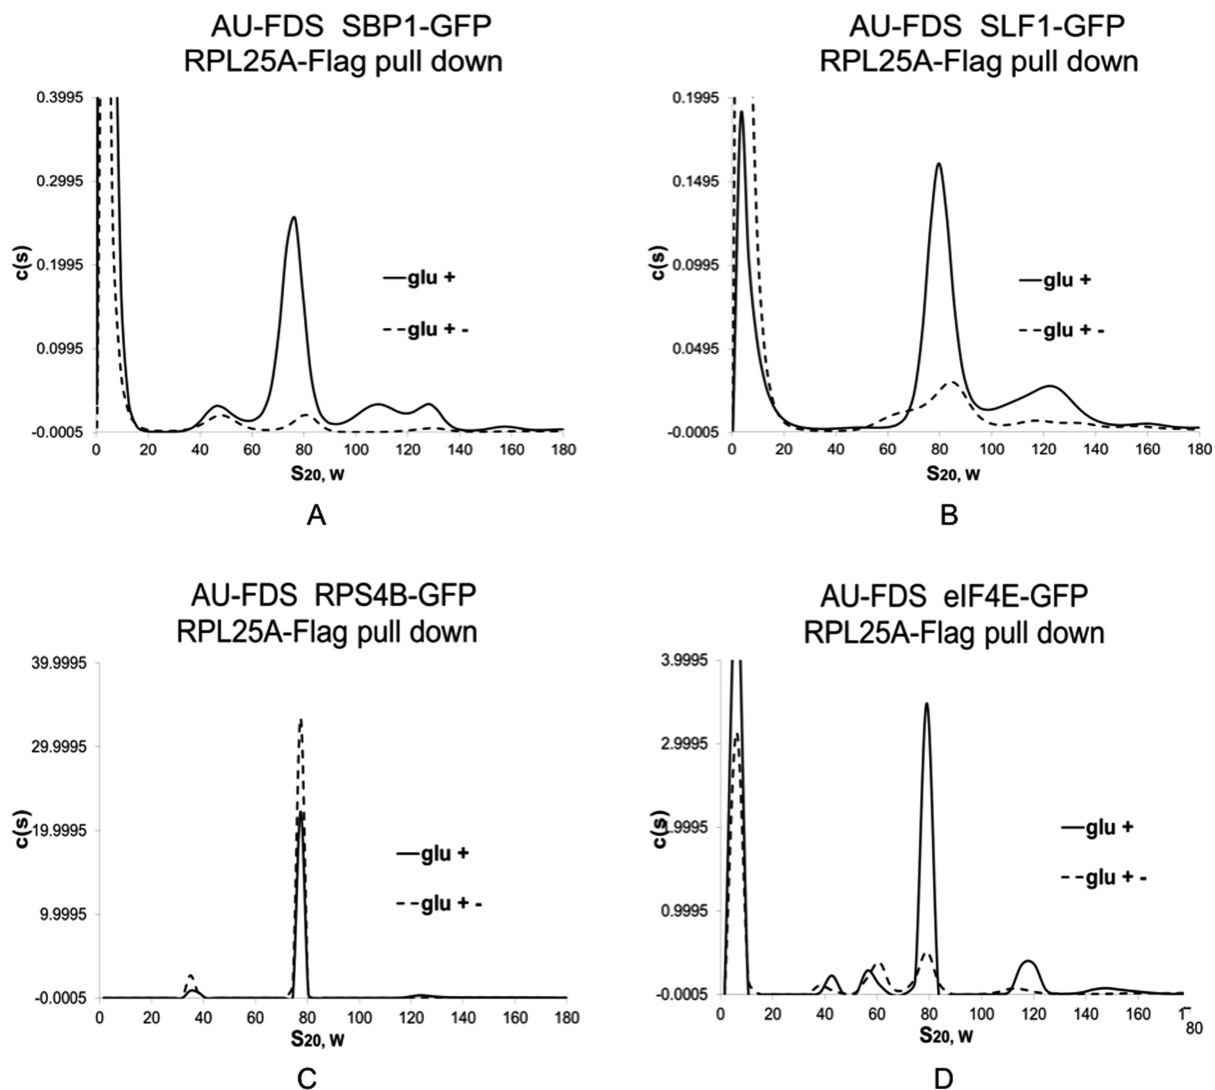 AU-FDS SBP1-GFP
RPL25A-Flag pull down
0.3995
0.2995
0.1995
0.0995
-0.0005
c(s)
glu +
glu + -
0 20 40 60 80 100 120 140 160 180
S20, w
A
AU-FDS SLF1-GFP
RPL25A-Flag pull down
0.1995
0.1495
0.0995
0.0495
-0.0005
c(s)
glu +
glu + -
0 20 40 60 80 100 120 140 160 180
S20, w
B
AU-FDS RPS4B-GFP
RPL25A-Flag pull down
39.9995
29.9995
19.9995
9.9995
-0.0005
c(s)
glu +
glu + -
0 20 40 60 80 100 120 140 160 180
S20, w
C
AU-FDS eIF4E-GFP
RPL25A-Flag pull down
3.9995
2.9995
.9995
0.9995
-0.0005
c(s)
glu +
glu + -
0 20 40 60 80 100 120 140 160
80
S20, w
D